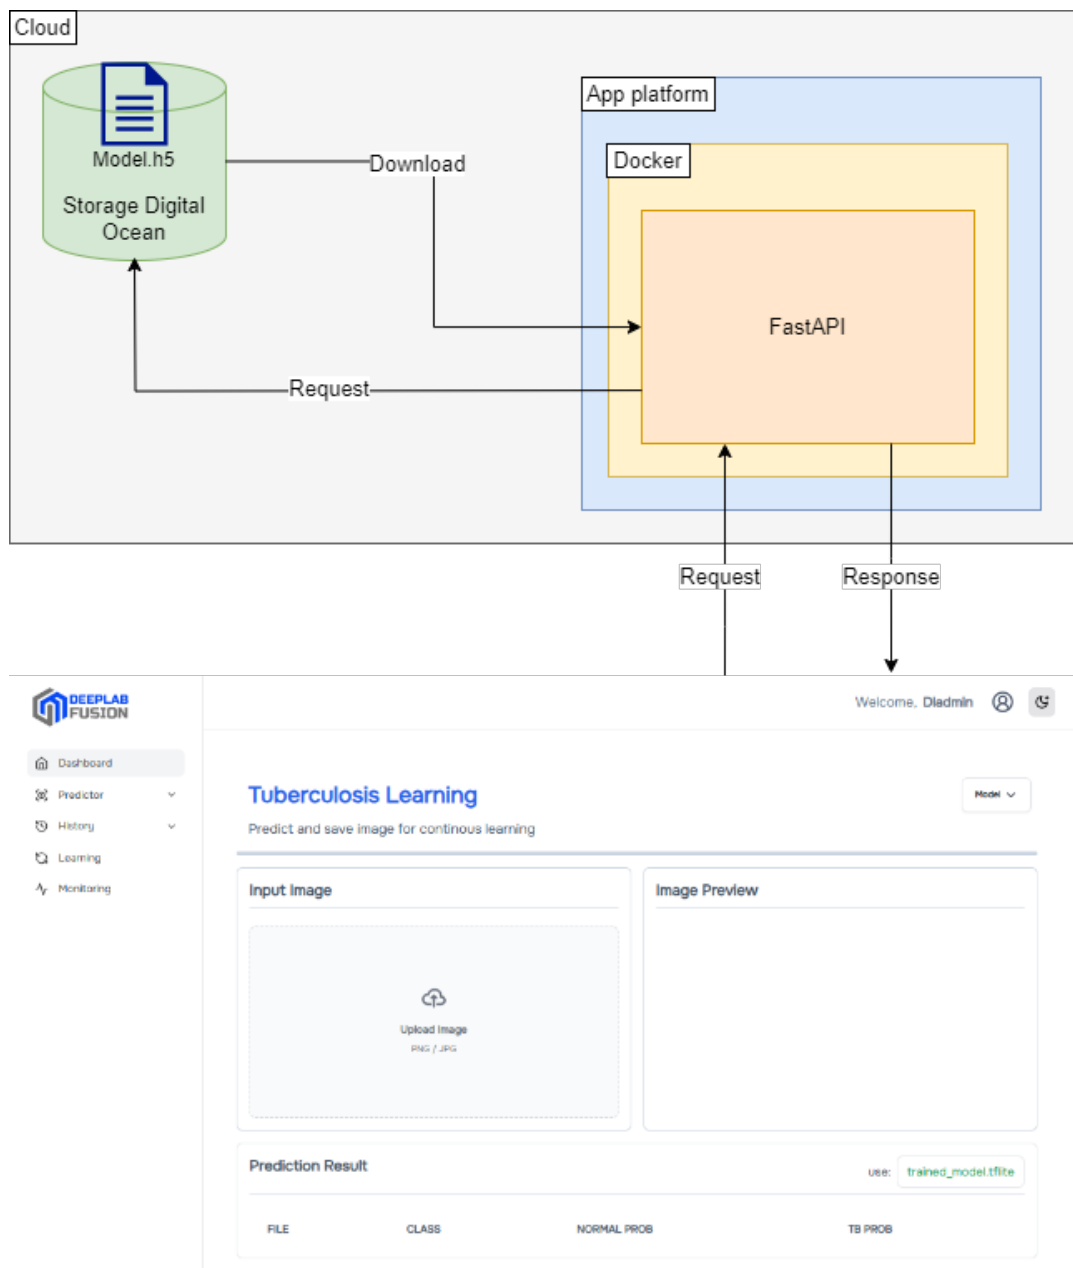 Cloud
App platform
Docker
Model.h5
Storage Digital
Ocean
Download
FastAPI
Request
Request
Response
DEEPLAB
FUSION
Welcome, Dladmin
Dashboard
Predictor
History
Learning
Monitoring
Tuberculosis Learning
Model
Predict and save image for continous learning
Input Image
Image Preview
Upload Image
PNG / JPG
Prediction Result
use: trained_model.tflite
FILE CLASS NORMAL PROB TB PROB